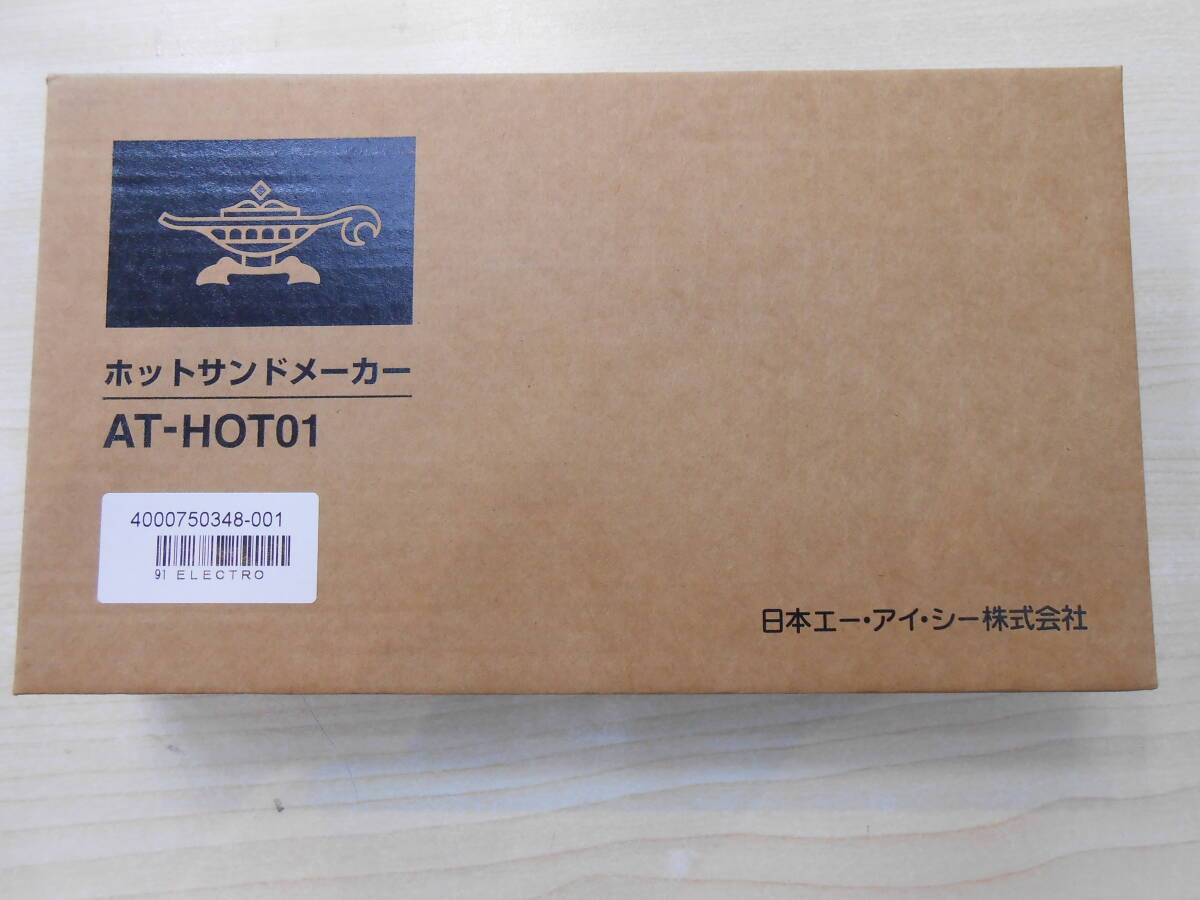 ホットサンドメーカー
AT-HOT01
4000750348-001
91 ELECTRO
日本エー・アイ・シー株式会社